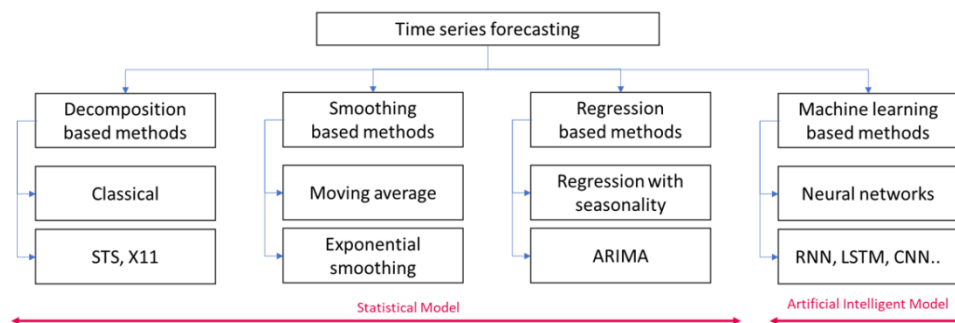 Time series forecasting
Decomposition
based methods
Smoothing
based methods
Regression
based methods
Machine learning
based methods
Classical
Moving average
Regression with
seasonality
Neural networks
STS, X11
Exponential
smoothing
ARIMA
RNN, LSTM, CNN..
Statistical Model
Artificial Intelligent Model